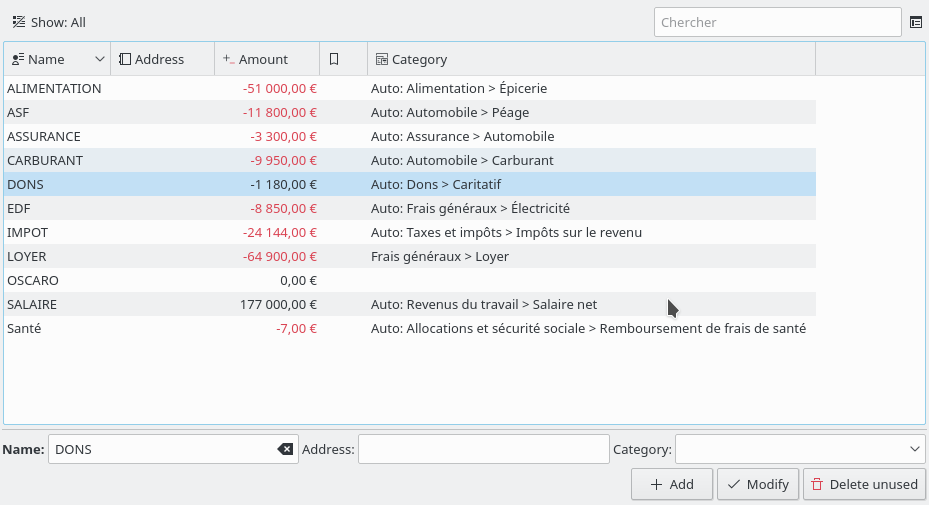 Show: All Chercher
Name Address Amount Category
ALIMENTATION -51 000,00 € Auto: Alimentation > Épicerie
ASF -11 800,00 € Auto: Automobile > Péage
ASSURANCE -3 300,00 € Auto: Assurance > Automobile
CARBURANT -9 950,00 € Auto: Automobile > Carburant
DONS -1 180,00 € Auto: Dons > Caritatif
EDF -8 850,00 € Auto: Frais généraux > Électricité
IMPOT -24 144,00 € Auto: Taxes et impôts > Impôts sur le revenu
LOYER -64 900,00 € Frais généraux > Loyer
OSCARO 0,00 €
SALAIRE 177 000,00 € Auto: Revenus du travail > Salaire net
Santé -7,00 € Auto: Allocations et sécurité sociale > Remboursement de frais de santé
Name: DONS Address: Category:
Add Modify Delete unused